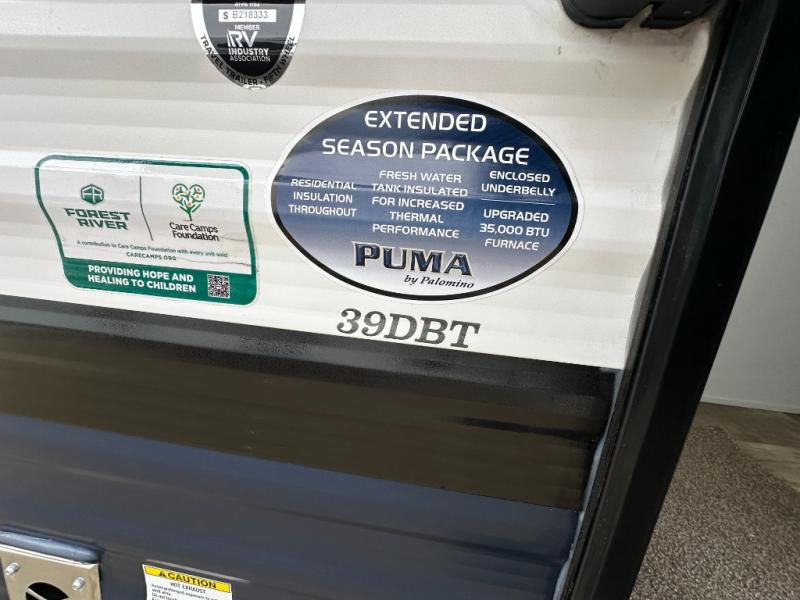 $ B218333
MEMBER
RV
INDUSTRY
ASSOCIATION
TRAVEL TRAILER • FIFTH WHEEL
FOREST
RIVER
Care Camps
Foundation
A contribution to Care Camps Foundation with every unit sold:
CARECAMPS.ORG
PROVIDING HOPE AND
HEALING TO CHILDREN
EXTENDED
SEASON PACKAGE
RESIDENTIAL
INSULATION
THROUGHOUT
FRESH WATER
TANK INSULATED
FOR INCREASED
THERMAL
PERFORMANCE
ENCLOSED
UNDERBELLY
UPGRADED
35,000 BTU
FURNACE
PUMA
by Palomino
39DBT
CAUTION
HOT EXHAUST